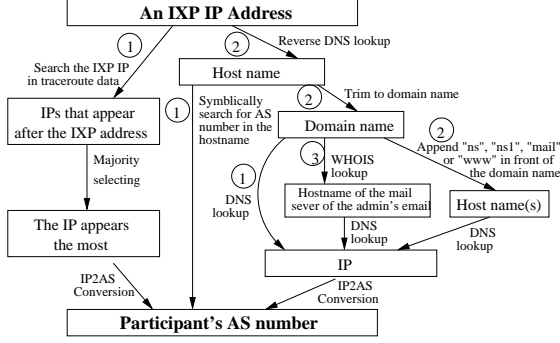 An IXP IP Address
1
2
Reverse DNS lookup
Search the IXP IP
in traceroute data
Host name
IPs that appear
after the IXP address
1
Symblically
search for AS
number in the
hostname
2
Trim to domain name
Domain name
2
Append "ns", "ns1", "mail"
or "www" in front of
the domain name
Majority
selecting
1
DNS
lookup
3
WHOIS
lookup
Hostname of the mail
sever of the admin's email
Host name(s)
The IP appears
the most
DNS
lookup
DNS
lookup
IP
IP2AS
Conversion
IP2AS
Conversion
Participant's AS number